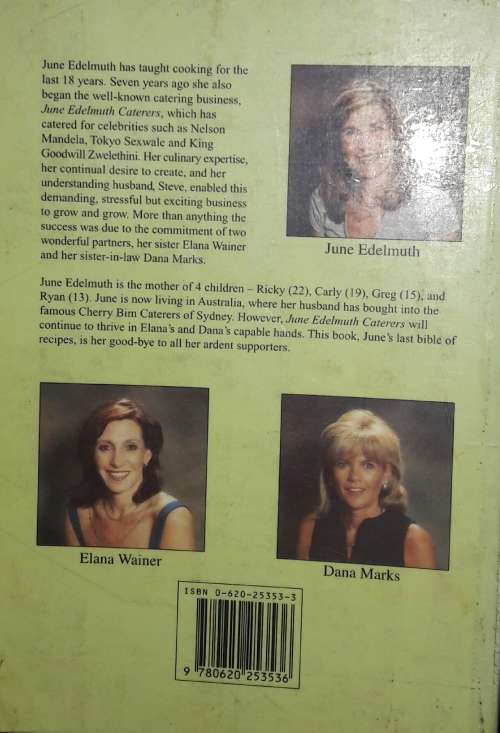 June Edelmuth has taught cooking for the
last 18 years. Seven years ago she also
began the well-known catering business,
June Edelmuth Caterers, which has
catered for celebrities such as Nelson
Mandela, Tokyo Sexwale and King
Goodwill Zwelethini. Her culinary expertise,
her continual desire to create, and her
understanding husband, Steve, enabled this
demanding, stressful but exciting business
to grow and grow. More than anything the
success was due to the commitment of two
wonderful partners, her sister Elana Wainer
and her sister-in-law Dana Marks.
June Edelmuth
June Edelmuth is the mother of 4 children – Ricky (22), Carly (19), Greg (15), and
Ryan (13). June is now living in Australia, where her husband has bought into the
famous Cherry Bim Caterers of Sydney. However, June Edelmuth Caterers will
continue to thrive in Elana's and Dana's capable hands. This book, June's last bible of
recipes, is her good-bye to all her ardent supporters.
Elana Wainer
Dana Marks
ISBN 0-620-25353-3
9 780620 253536